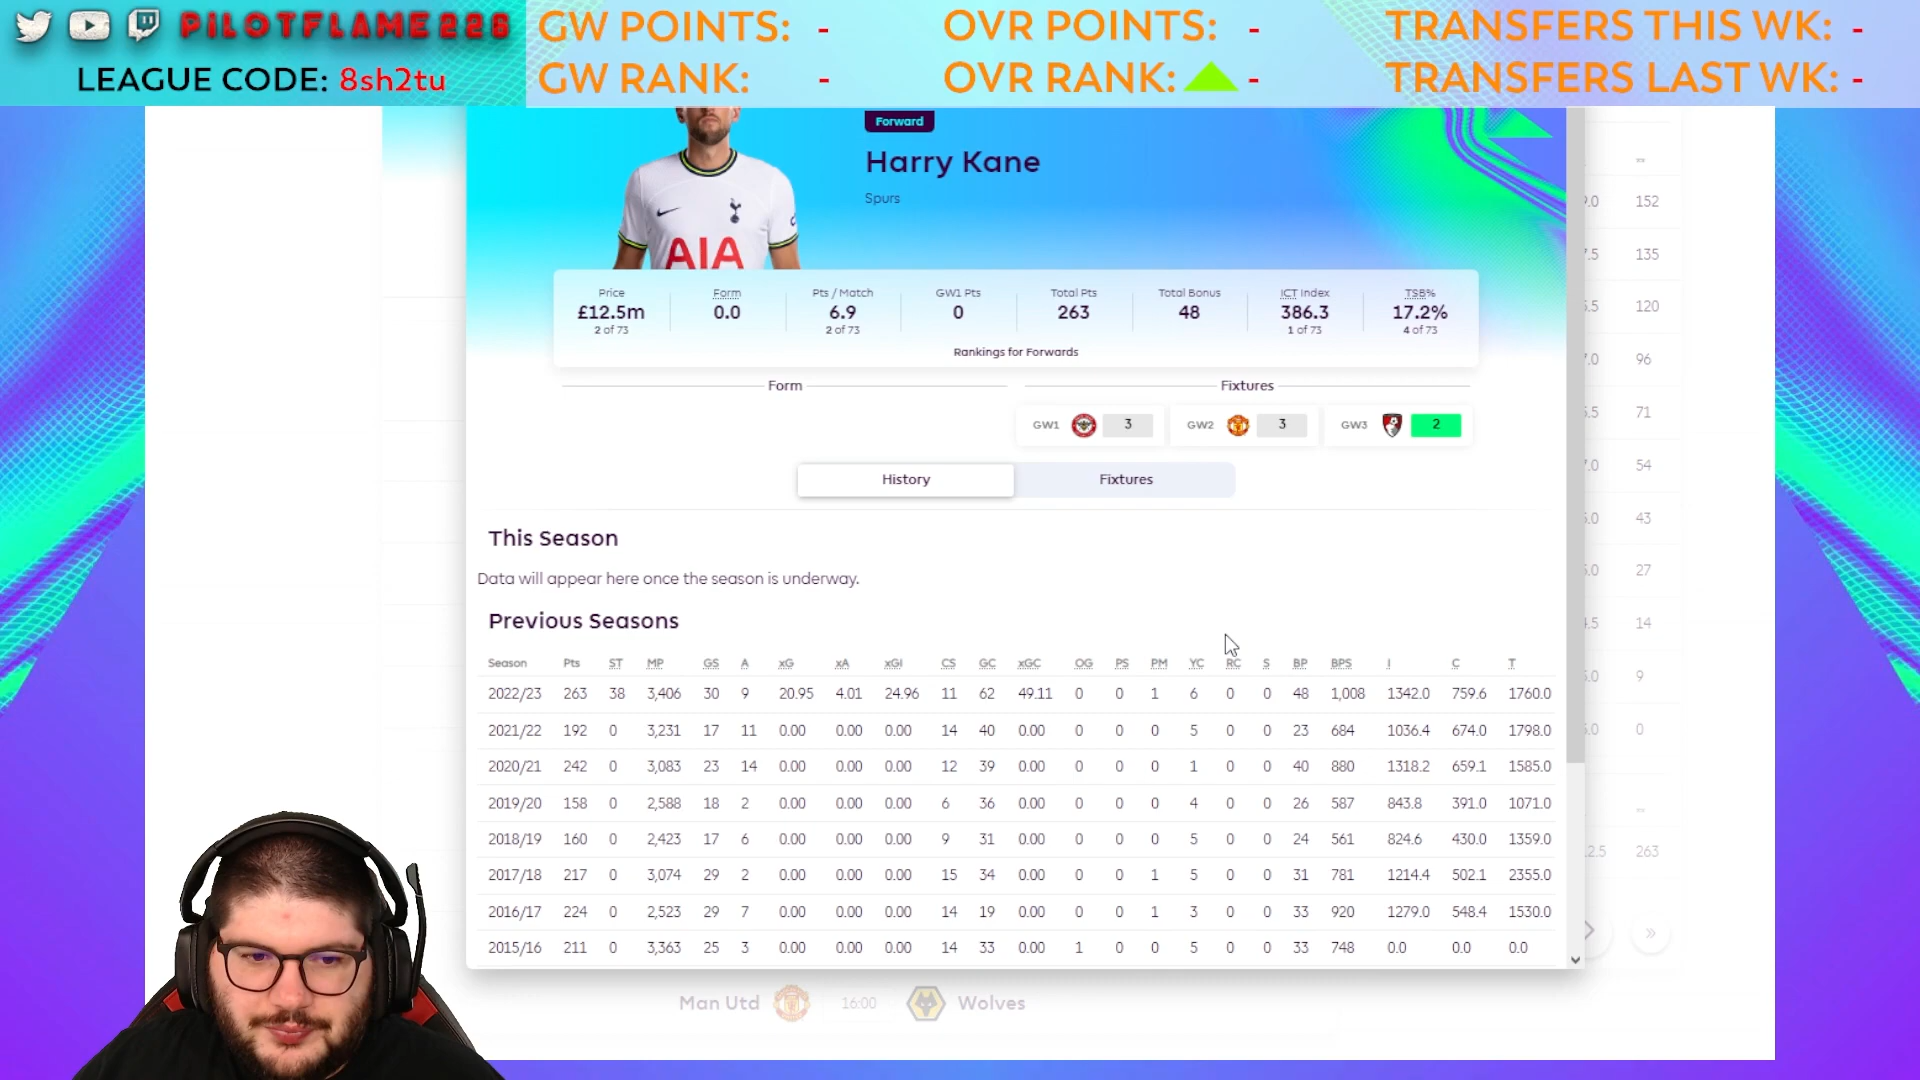 PILOTFLAME228
LEAGUE CODE: 8sh2tu
GW POINTS: -
GW RANK: -
OVR POINTS: -
OVR RANK: -
TRANSFERS THIS WK: -
TRANSFERS LAST WK: -
Forward
Harry Kane
Spurs
AIA
Price Form Pts / Match GW1 Pts Total Pts Total Bonus ICT Index TSB%
£12.5m 0.0 6.9 0 263 48 386.3 17.2%
2 of 73 2 of 73 1 of 73 4 of 73
Rankings for Forwards
Form Fixtures
GW1 3 GW2 3 GW3 2
History Fixtures
This Season
Data will appear here once the season is underway.
Previous Seasons
Season Pts ST MP GS A xG xA xGI CS GC xGC OG PS PM YC RC S BP BPS I C T
2022/23 263 38 3,406 30 9 20.95 4.01 24.96 11 62 49.11 0 0 1 6 0 0 48 1,008 1342.0 759.6 1760.0
2021/22 192 0 3,231 17 11 0.00 0.00 0.00 14 40 0.00 0 0 0 5 0 0 23 684 1036.4 674.0 1798.0
2020/21 242 0 3,083 23 14 0.00 0.00 0.00 12 39 0.00 0 0 0 1 0 0 40 880 1318.2 659.1 1585.0
2019/20 158 0 2,588 18 2 0.00 0.00 0.00 6 36 0.00 0 0 0 4 0 0 26 587 843.8 391.0 1071.0
2018/19 160 0 2,423 17 6 0.00 0.00 0.00 9 31 0.00 0 0 0 5 0 0 24 561 824.6 430.0 1359.0
2017/18 217 0 3,074 29 2 0.00 0.00 0.00 15 34 0.00 0 0 1 5 0 0 31 781 1214.4 502.1 2355.0
2016/17 224 0 2,523 29 7 0.00 0.00 0.00 14 19 0.00 0 0 1 3 0 0 33 920 1279.0 548.4 1530.0
2015/16 211 0 3,363 25 3 0.00 0.00 0.00 14 33 0.00 1 0 0 5 0 0 33 748 0.0 0.0 0.0
152
135
120
96
71
54
43
27
14
9
0
263
Man Utd 16:00 Wolves